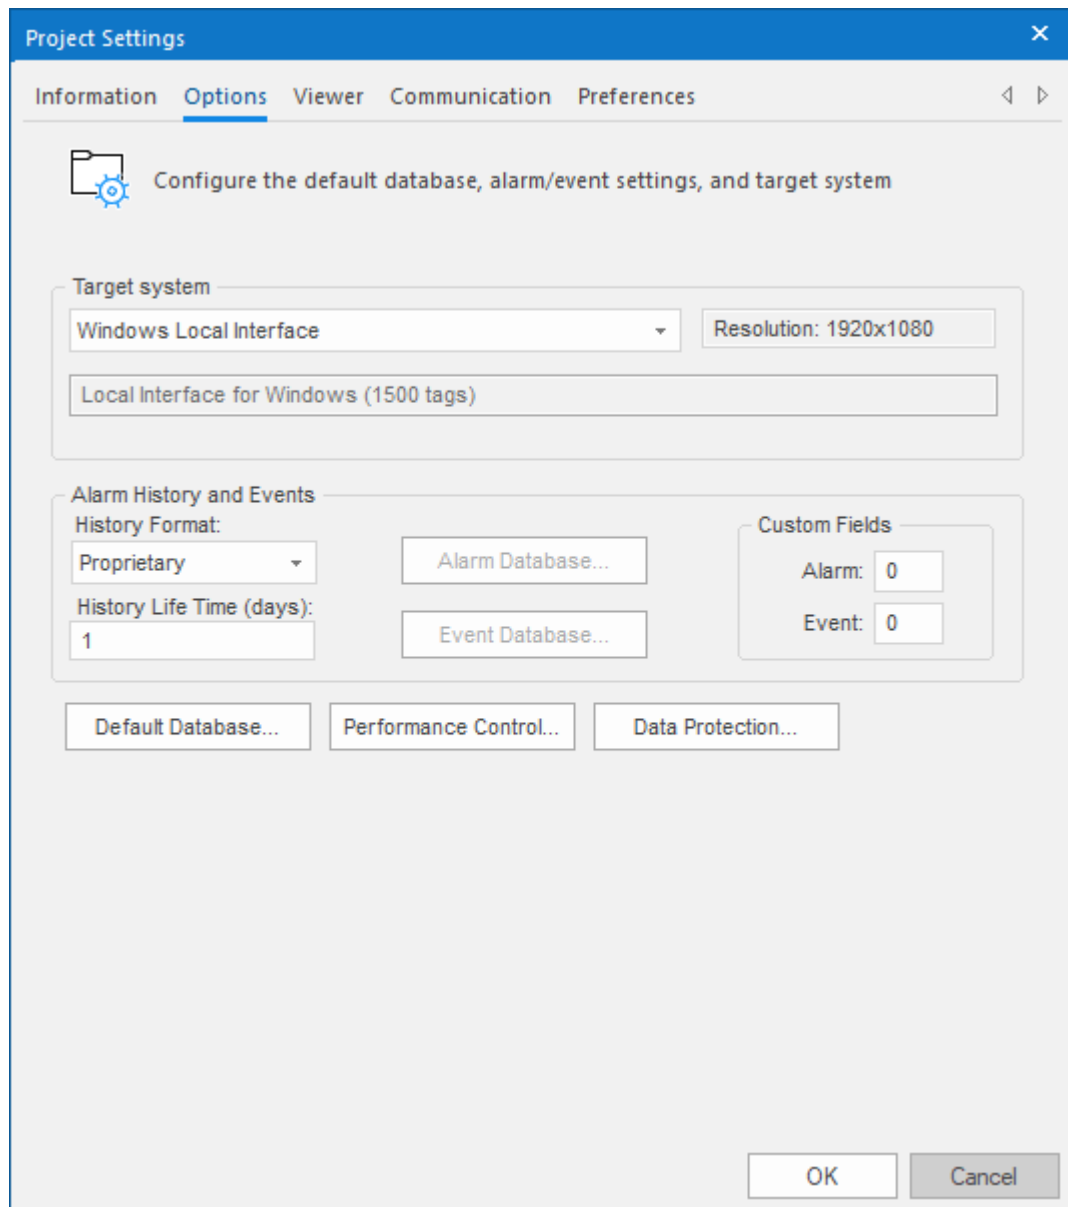 Project Settings
Information Options Viewer Communication Preferences
Configure the default database, alarm/event settings, and target system
Target system
Windows Local Interface
Resolution: 1920x1080
Local Interface for Windows (1500 tags)
Alarm History and Events
History Format:
Proprietary
Alarm Database...
History Life Time (days):
1
Event Database...
Custom Fields
Alarm: 0
Event: 0
Default Database... Performance Control... Data Protection...
OK Cancel